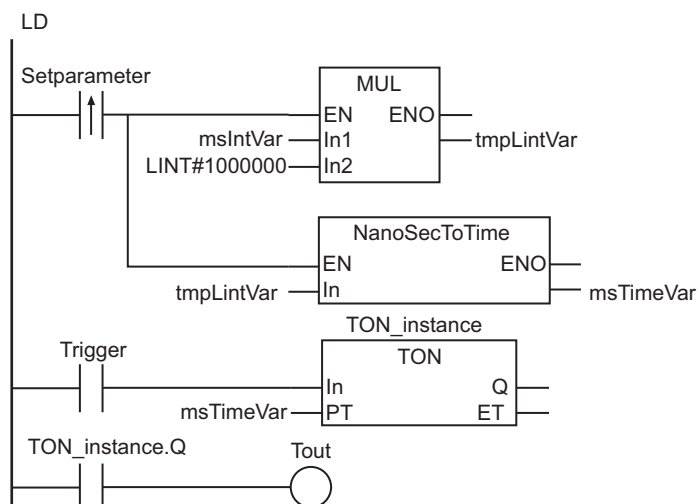 LD
Setparameter
MUL
EN ENO
msIntVar In1 tmpLintVar
LINT#1000000 In2
NanoSecToTime
EN ENO
tmpLintVar In msTimeVar
TON_instance
Trigger TON
In Q
msTimeVar PT ET
TON_instance.Q Tout